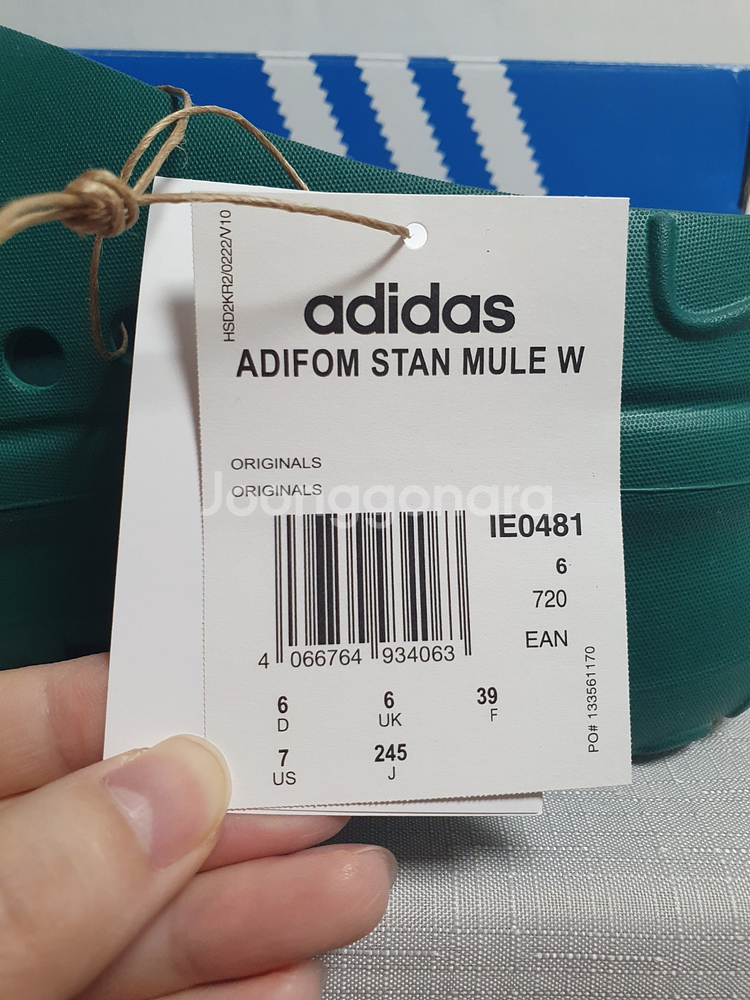 HSD2KR2/0222/V10
adidas
ADIFOM STAN MULE W
ORIGINALS
ORIGINALS
Joonggonara
IE0481
6
720
EAN
4 066764 934063
6 6 39
D UK F
7 245
US J
PO# 133561170